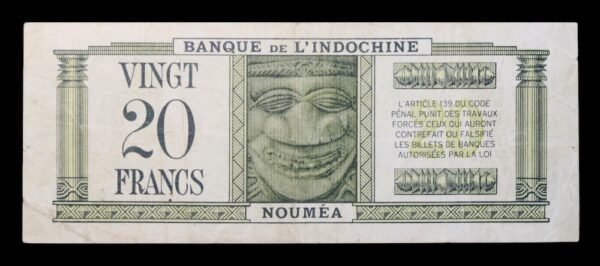 BANQUE DE L'INDOCHINE
VINGT
20
FRANCS
L'ARTICLE 139 DU CODE
PÉNAL PUNIT DES TRAVAUX
FORCÉS CEUX QUI AURONT
CONTREFAIT OU FALSIFIÉ
LES BILLETS DE BANQUES
AUTORISÉES PAR LA LOI
NOUMÉA